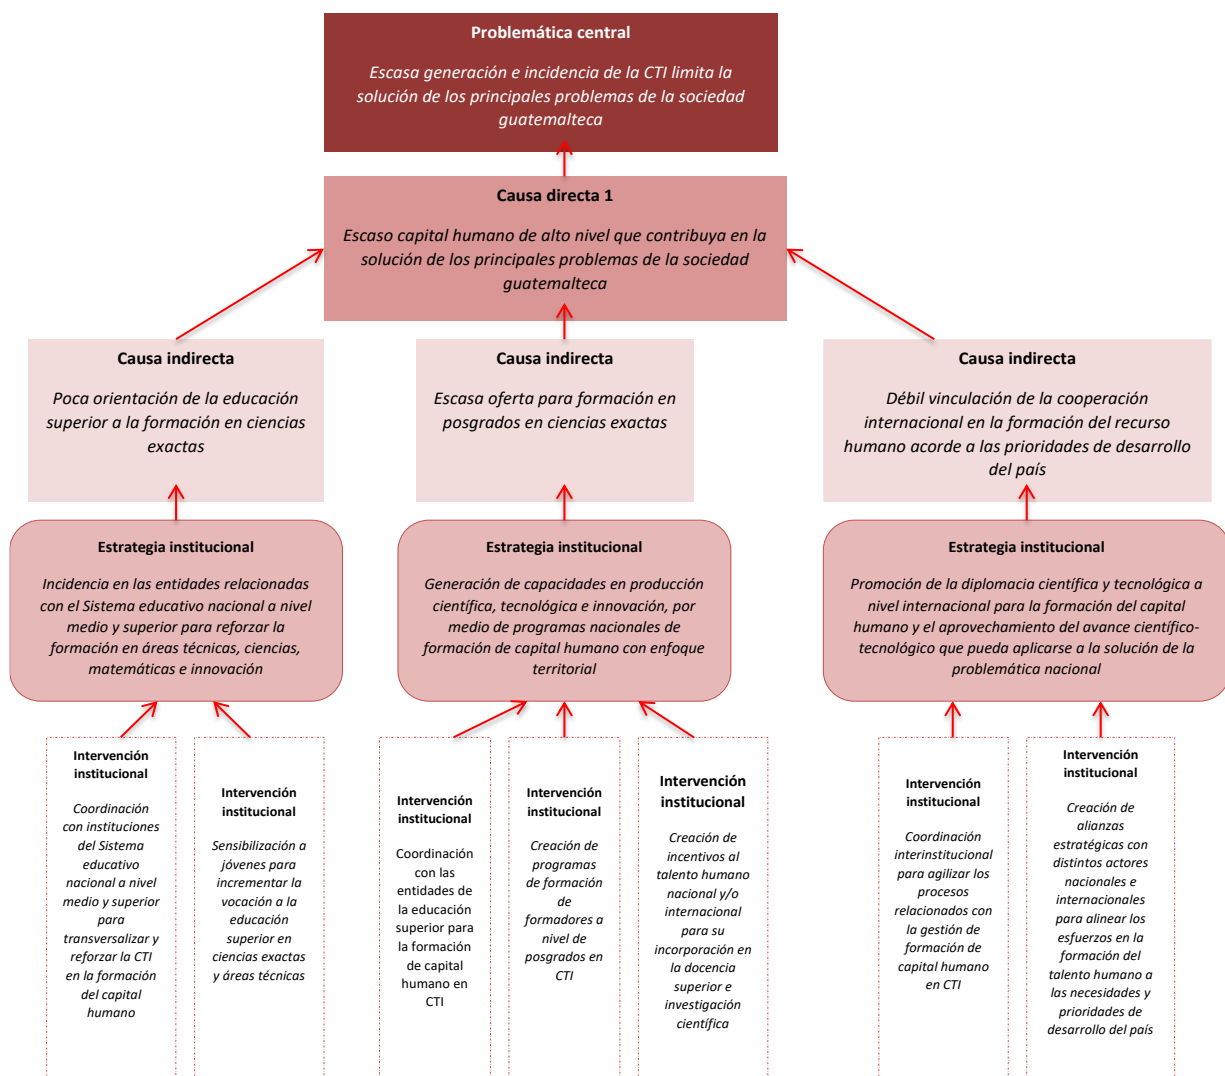 Problemática central
Escasa generación e incidencia de la CTI limita la
solución de los principales problemas de la sociedad
guatemalteca
Causa directa 1
Escaso capital humano de alto nivel que contribuya en la
solución de los principales problemas de la sociedad
guatemalteca
Causa indirecta
Poca orientación de la educación
superior a la formación en ciencias
exactas
Causa indirecta
Escasa oferta para formación en
posgrados en ciencias exactas
Causa indirecta
Débil vinculación de la cooperación
internacional en la formación del recurso
humano acorde a las prioridades de desarrollo
del país
Estrategia institucional
Incidencia en las entidades relacionadas
con el Sistema educativo nacional a nivel
medio y superior para reforzar la
formación en áreas técnicas, ciencias,
matemáticas e innovación
Estrategia institucional
Generación de capacidades en producción
científica, tecnológica e innovación, por
medio de programas nacionales de
formación de capital humano con enfoque
territorial
Estrategia institucional
Promoción de la diplomacia científica y tecnológica a
nivel internacional para la formación del capital
humano y el aprovechamiento del avance científico-
tecnológico que pueda aplicarse a la solución de la
problemática nacional
Intervención
institucional
Coordinación
con instituciones
del Sistema
educativo
nacional a nivel
medio y superior
para
transversalizar y
reforzar la CTI
en la formación
del capital
humano
Intervención
institucional
Sensibilización a
jóvenes para
incrementar la
vocación a la
educación
superior en
ciencias exactas
y áreas técnicas
Intervención
institucional
Coordinación
con las
entidades de
la educación
superior para
la formación
de capital
humano en
CTI
Intervención
institucional
Creación de
programas
de formación
de
formadores a
nivel de
posgrados en
CTI
Intervención
institucional
Creación de
incentivos al
talento humano
nacional y/o
internacional
para su
incorporación en
la docencia
superior e
investigación
científica
Intervención
institucional
Coordinación
interinstitucional
para agilizar los
procesos
relacionados con
la gestión de
formación de
capital humano
en CTI
Intervención
institucional
Creación de
alianzas
estratégicas con
distintos actores
nacionales e
internacionales
para alinear los
esfuerzos en la
formación del
talento humano a
las necesidades y
prioridades de
desarrollo del país